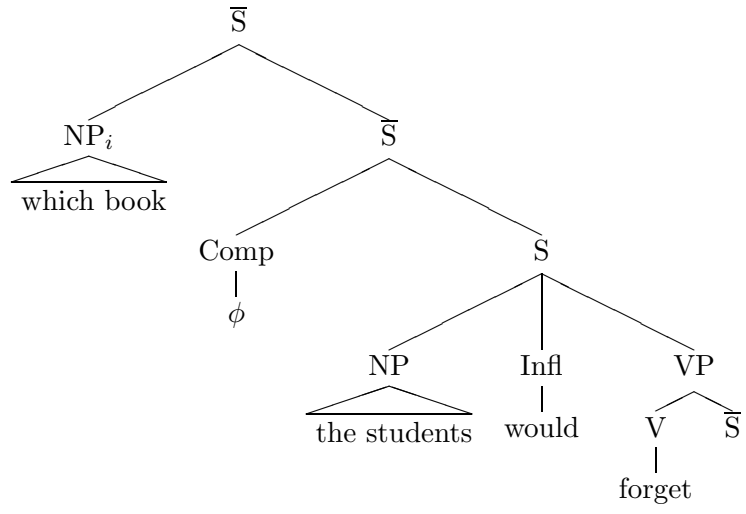 S̅
NPᵢ S̅
which book
Comp S
ϕ
NP Infl VP
the students would V S̅
forget